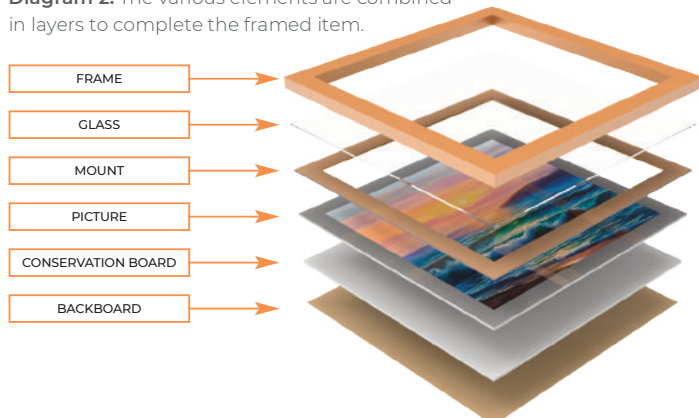 Diagram 2. The various elements are combined
in layers to complete the framed item.
FRAME
GLASS
MOUNT
PICTURE
CONSERVATION BOARD
BACKBOARD